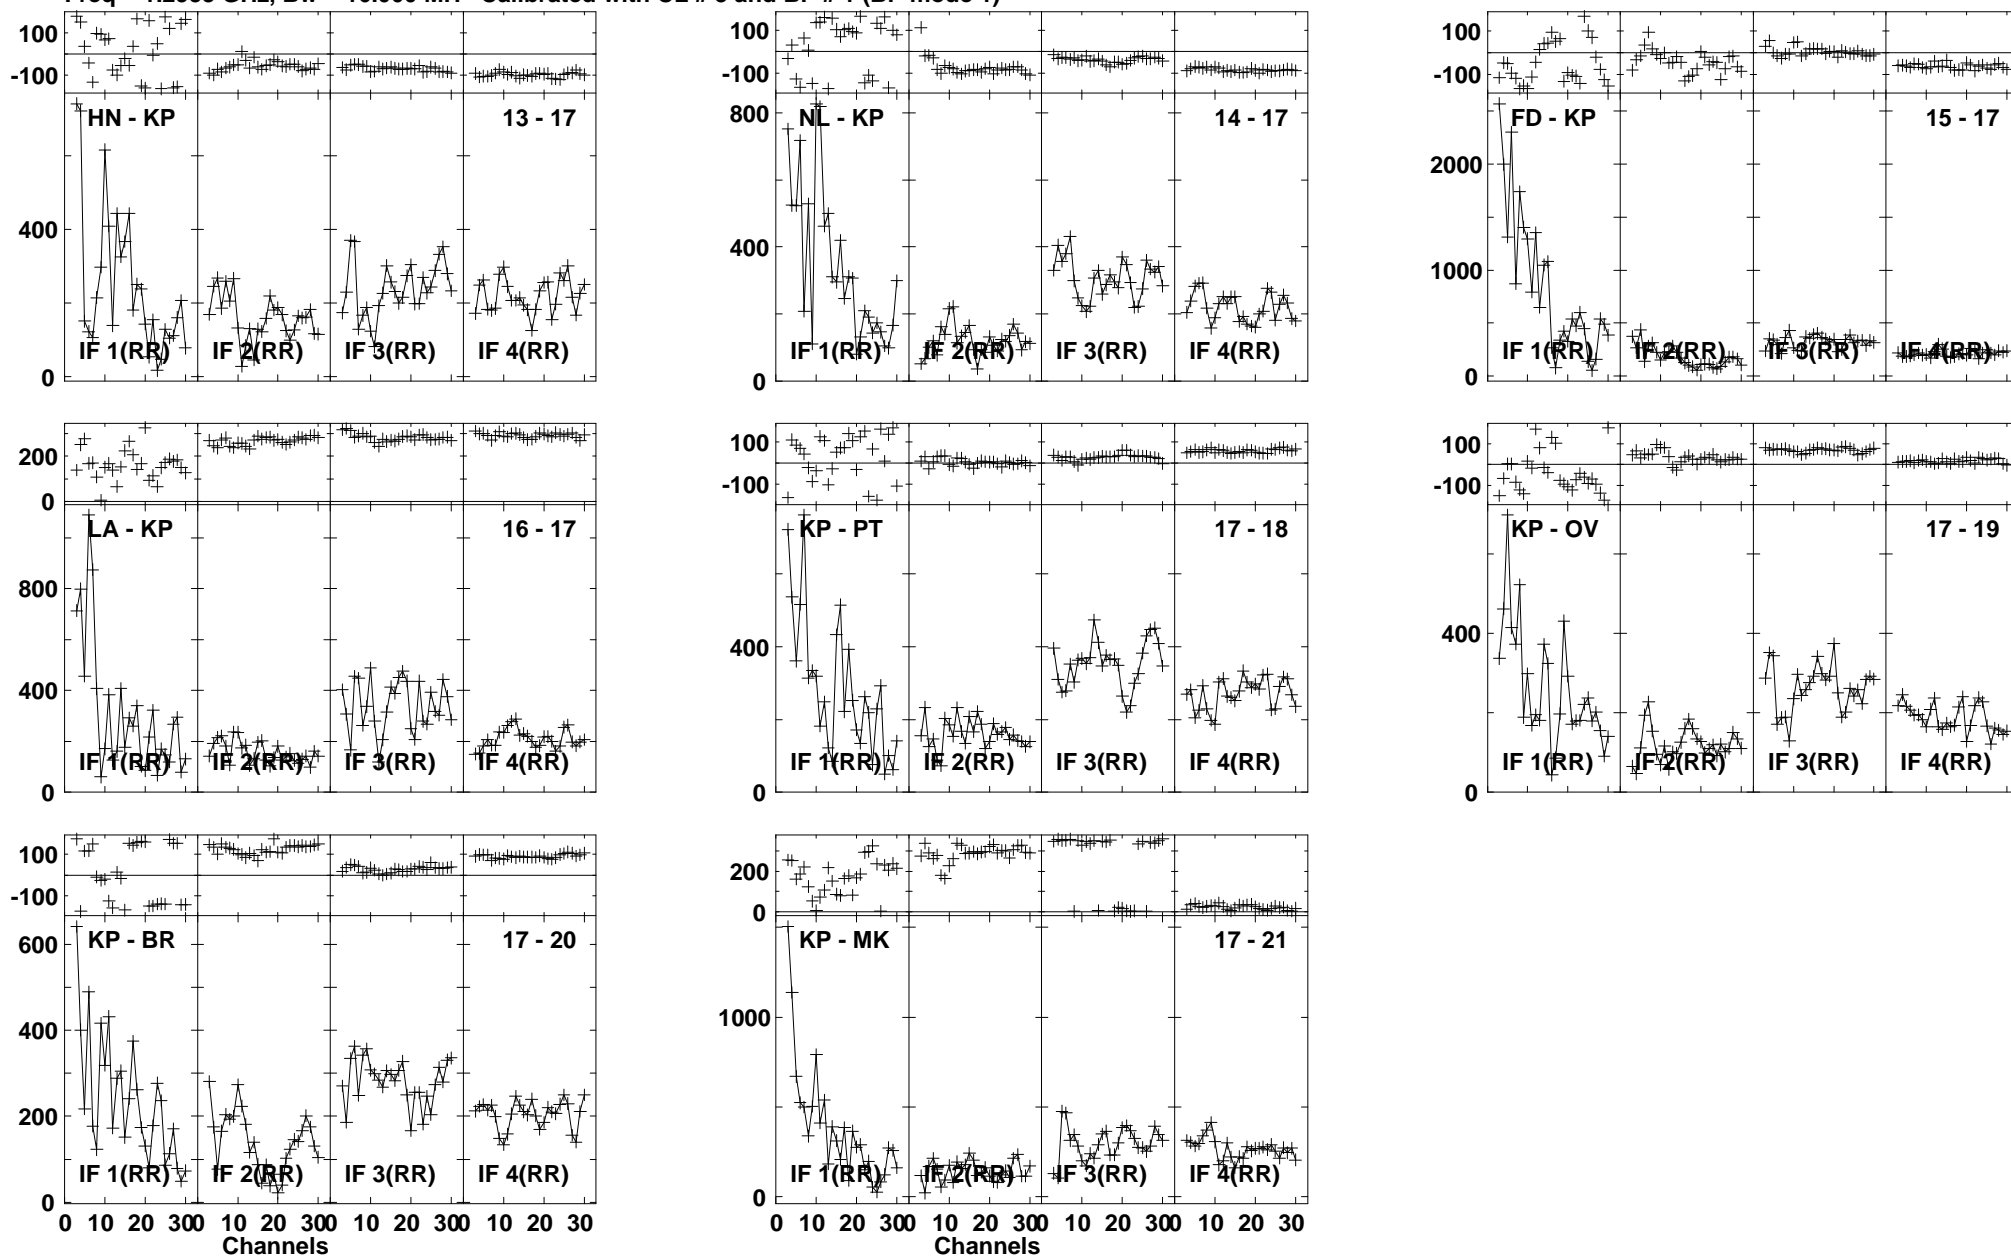 100
-100
HN - KP
13 - 17
400
0
IF 1(RR)
IF 2(RR)
IF 3(RR)
IF 4(RR)
100
-100
NL - KP
14 - 17
800
400
0
IF 1(RR)
IF 2(RR)
IF 3(RR)
IF 4(RR)
100
-100
FD - KP
15 - 17
2000
1000
0
IF 1(RR)
IF 2(RR)
IF 3(RR)
IF 4(RR)
200
0
LA - KP
16 - 17
800
400
0
IF 1(RR)
IF 2(RR)
IF 3(RR)
IF 4(RR)
100
-100
KP - PT
17 - 18
400
0
IF 1(RR)
IF 2(RR)
IF 3(RR)
IF 4(RR)
100
-100
KP - OV
17 - 19
400
0
IF 1(RR)
IF 2(RR)
IF 3(RR)
IF 4(RR)
100
-100
KP - BR
17 - 20
600
400
200
0
IF 1(RR)
IF 2(RR)
IF 3(RR)
IF 4(RR)
0 10 20 30 0 10 20 30 0 10 20 30 0 10 20 30
Channels
200
0
KP - MK
17 - 21
1000
0
IF 1(RR)
IF 2(RR)
IF 3(RR)
IF 4(RR)
0 10 20 30 0 10 20 30 0 10 20 30 0 10 20 30
Channels